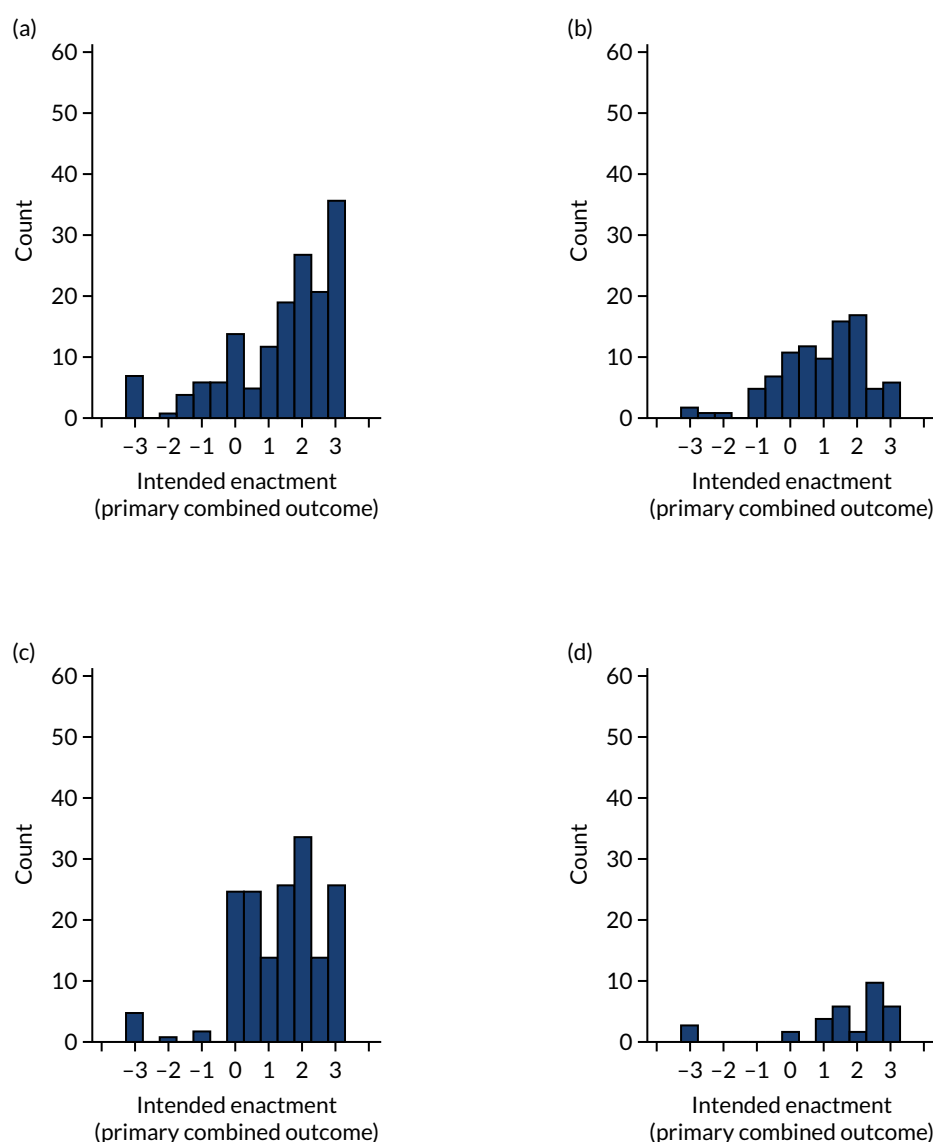 (a)
60
50
40
30
20
10
0
Count
–3 –2 –1 0 1 2 3
Intended enactment
(primary combined outcome)
(b)
60
50
40
30
20
10
0
Count
–3 –2 –1 0 1 2 3
Intended enactment
(primary combined outcome)
(c)
60
50
40
30
20
10
0
Count
–3 –2 –1 0 1 2 3
Intended enactment
(primary combined outcome)
(d)
60
50
40
30
20
10
0
Count
–3 –2 –1 0 1 2 3
Intended enactment
(primary combined outcome)